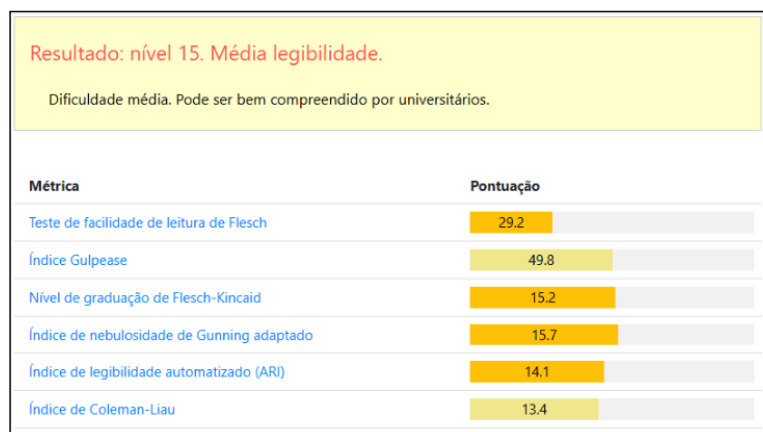 Resultado: nível 15. Média legibilidade.
Dificuldade média. Pode ser bem compreendido por universitários.
Métrica Pontuação
Teste de facilidade de leitura de Flesch 29.2
Índice Gulpease 49.8
Nível de graduação de Flesch-Kincaid 15.2
Índice de nebulosidade de Gunning adaptado 15.7
Índice de legibilidade automatizado (ARI) 14.1
Índice de Coleman-Liau 13.4